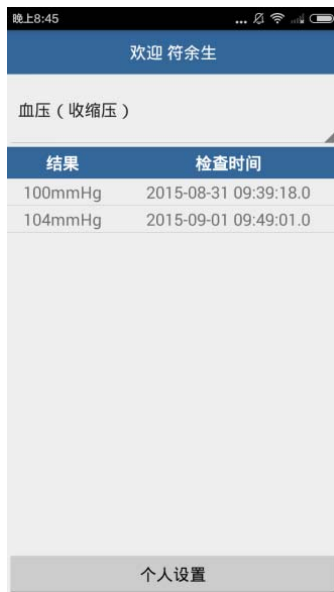 晚上8:45 ...
欢迎 符余生
血压 ( 收缩压 )
结果 检查时间
100mmHg 2015-08-31 09:39:18.0
104mmHg 2015-09-01 09:49:01.0
个人设置